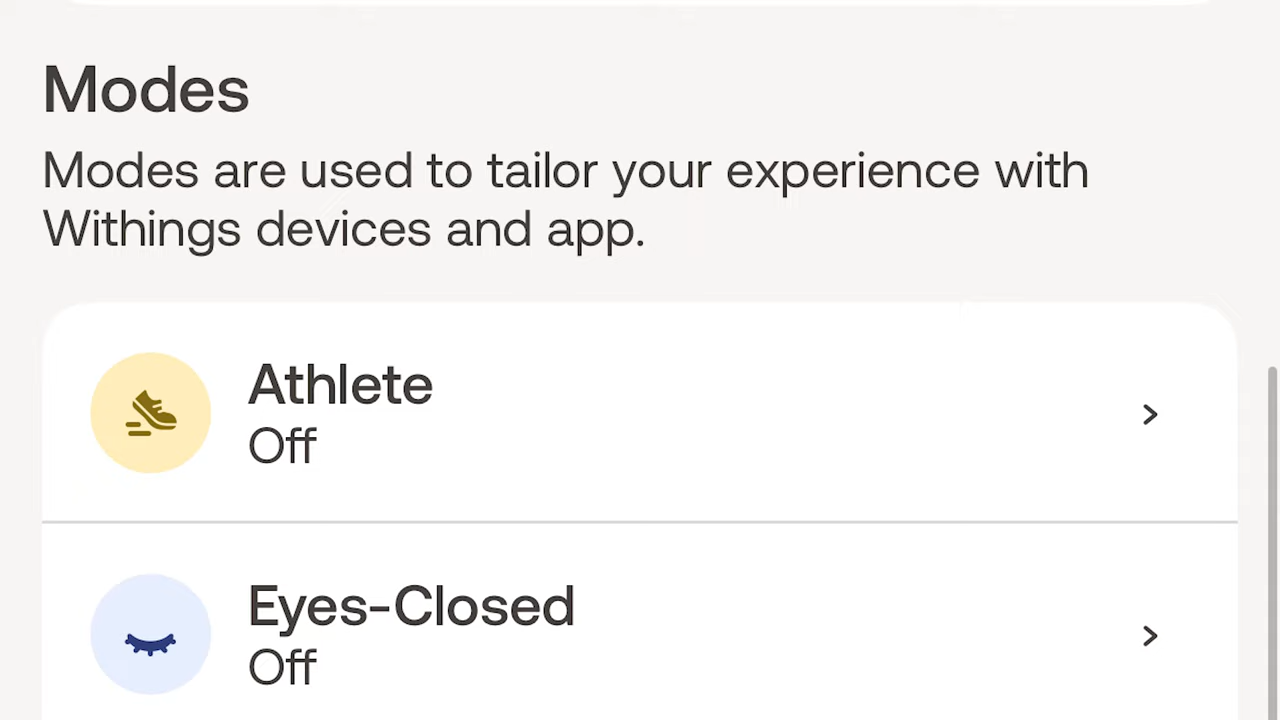 Modes
Modes are used to tailor your experience with
Withings devices and app.
Athlete
Off
Eyes-Closed
Off